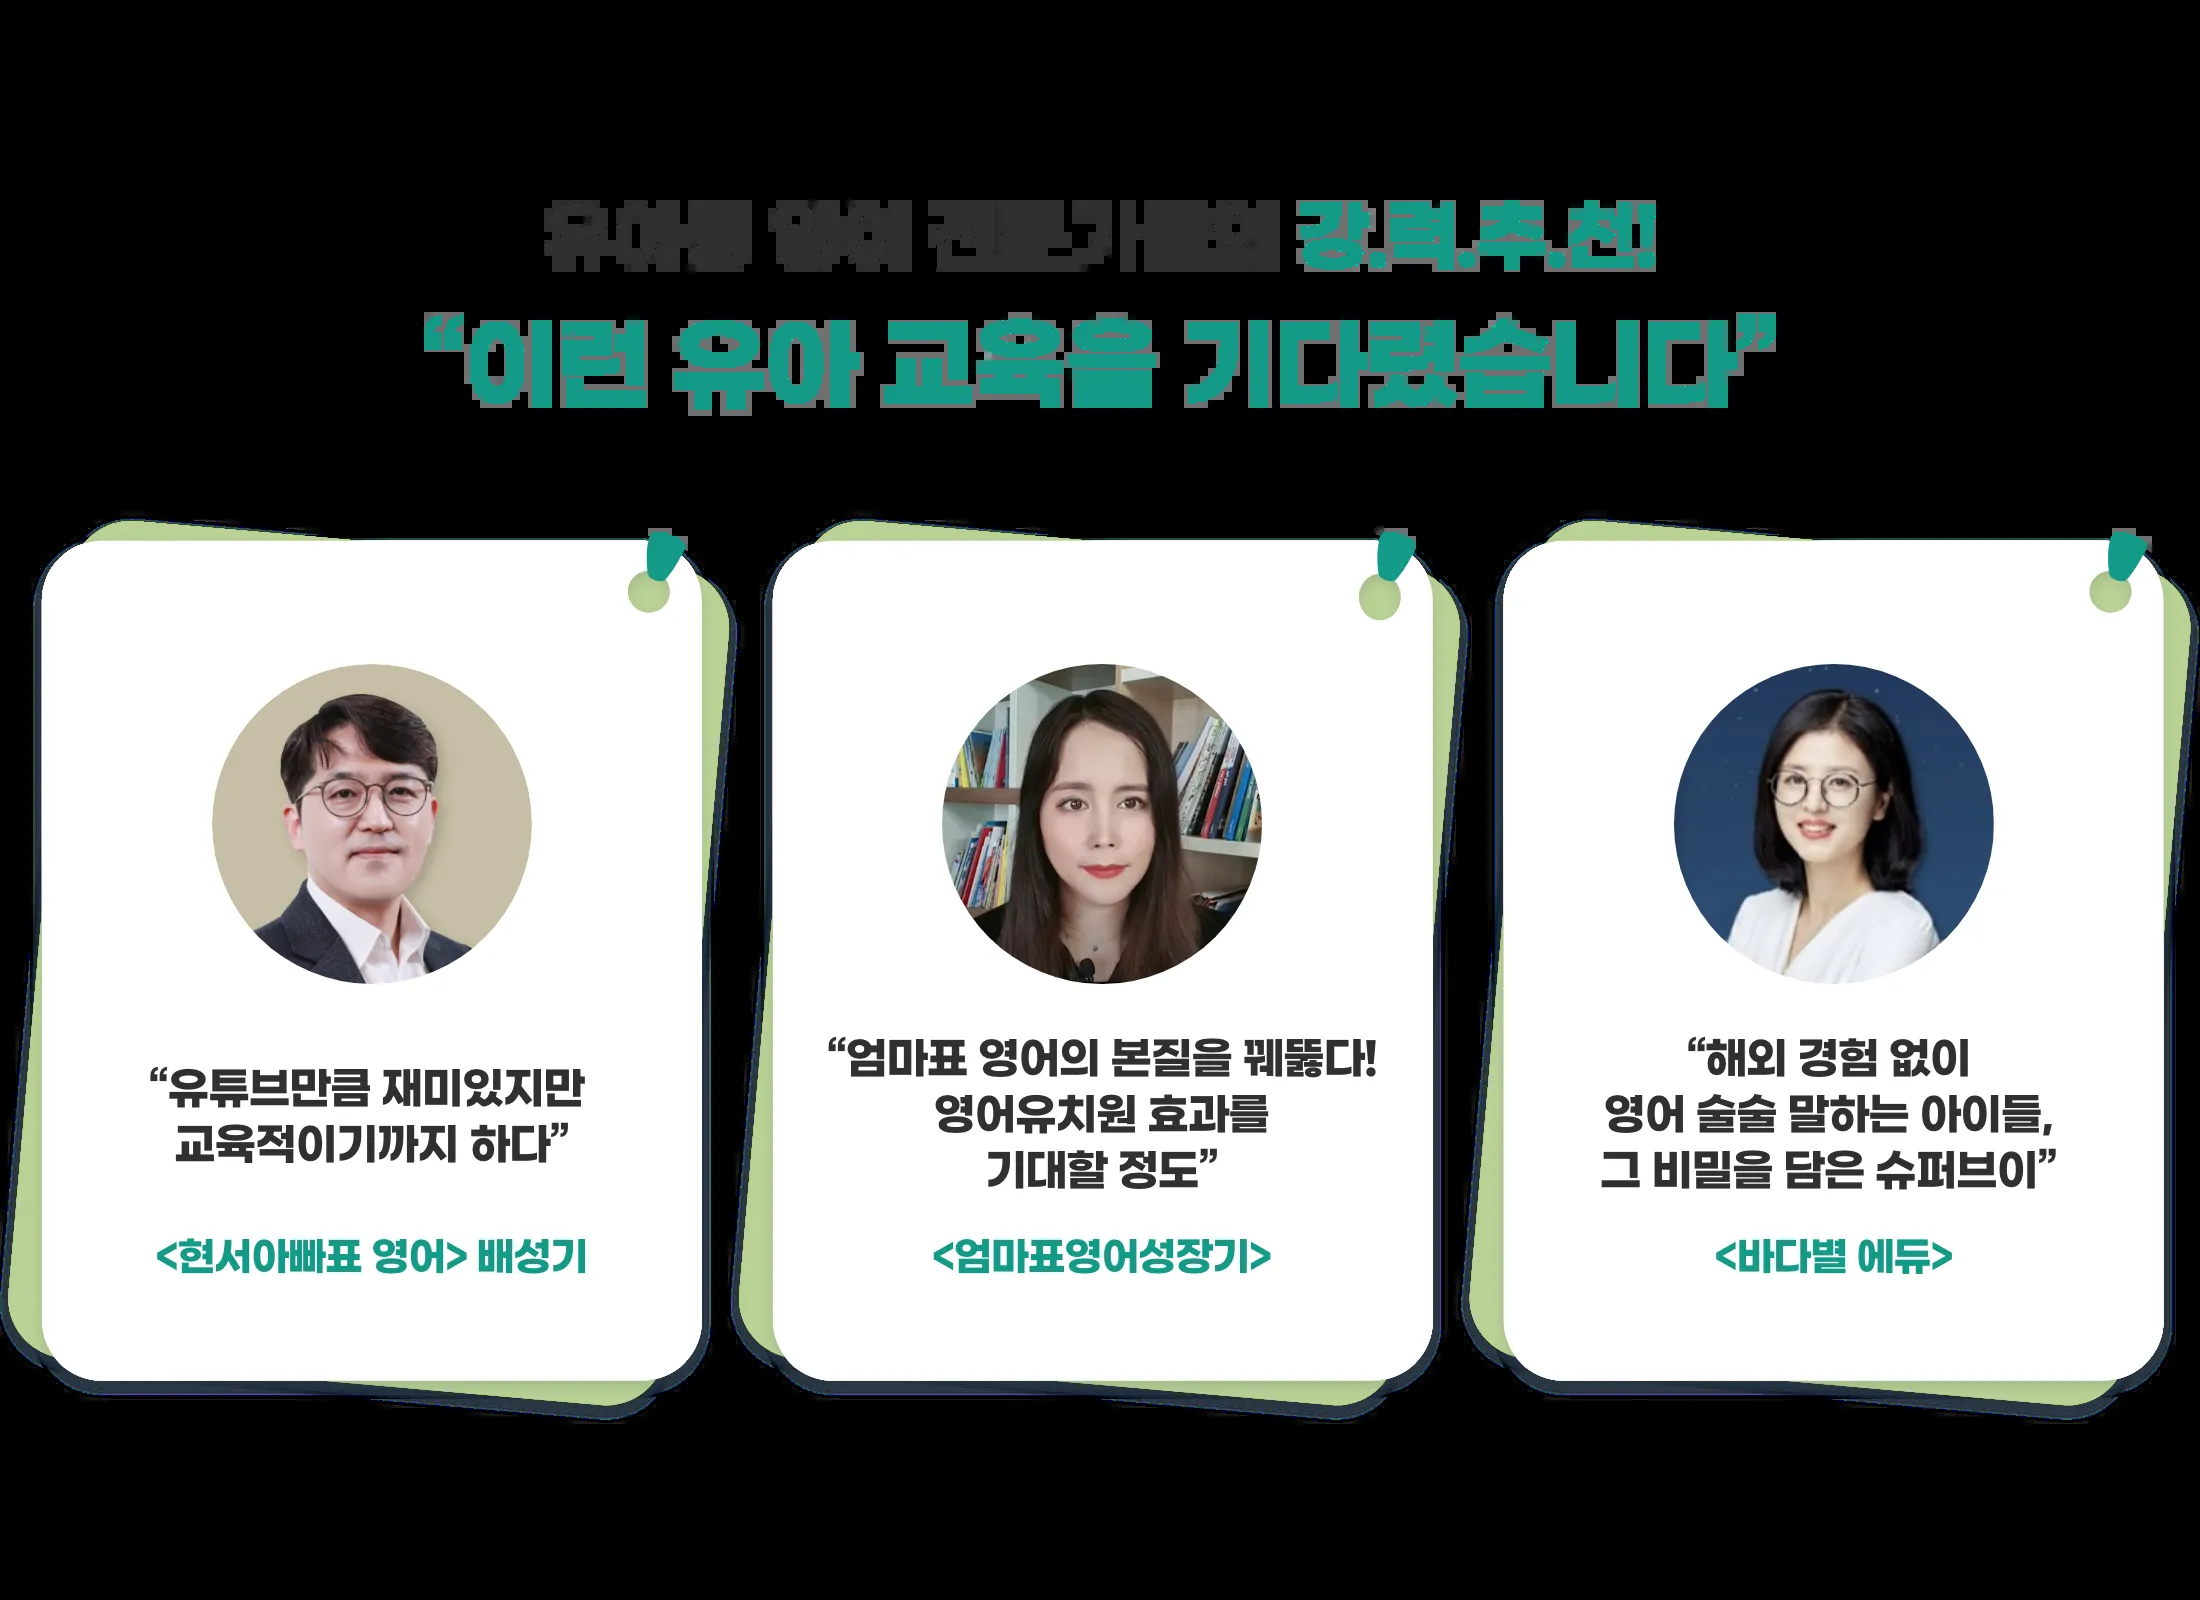 유아동 영어 전문가들의 강.력.추.천!
“이런 유아 교육을 기다렸습니다”
“유튜브만큼 재미있지만
교육적이기까지 하다”
<현서아빠표 영어> 배성기
“엄마표 영어의 본질을 꿰뚫다!
영어유치원 효과를
기대할 정도”
<엄마표영어성장기>
“해외 경험 없이
영어 술술 말하는 아이들,
그 비밀을 담은 슈퍼브이”
<바다별 에듀>